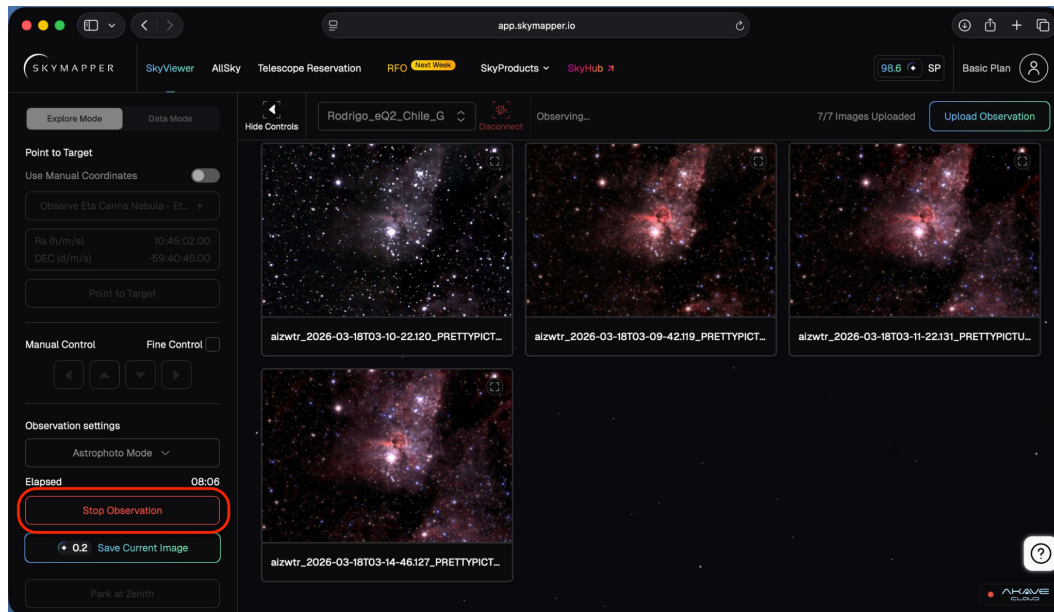 app.skymapper.io
SKYMAPPER
SkyViewer
AllSky
Telescope Reservation
RFO Next Week
SkyProducts
SkyHub
98.6 SP
Basic Plan
Explore Mode
Data Mode
Hide Controls
Rodrigo_eQ2_Chile_G
Disconnect
Observing...
7/7 Images Uploaded
Upload Observation
Point to Target
Use Manual Coordinates
Observe Eta Carina Nebula - Et... +
Ra (h/m/s) 10:45:02.00
DEC (d/m/s) -59:40:45.00
Point to Target
aizwtr_2026-03-18T03-10-22.120_PRETTYPICT...
aizwtr_2026-03-18T03-09-42.119_PRETTYPICT...
aizwtr_2026-03-18T03-11-22.131_PRETTYPICTU...
Manual Control
Fine Control
Observation settings
Astrophoto Mode
Elapsed 08:06
Stop Observation
0.2 Save Current Image
aizwtr_2026-03-18T03-14-46.127_PRETTYPICT...
Park at Zenith
?
AKAVE
CLOUD